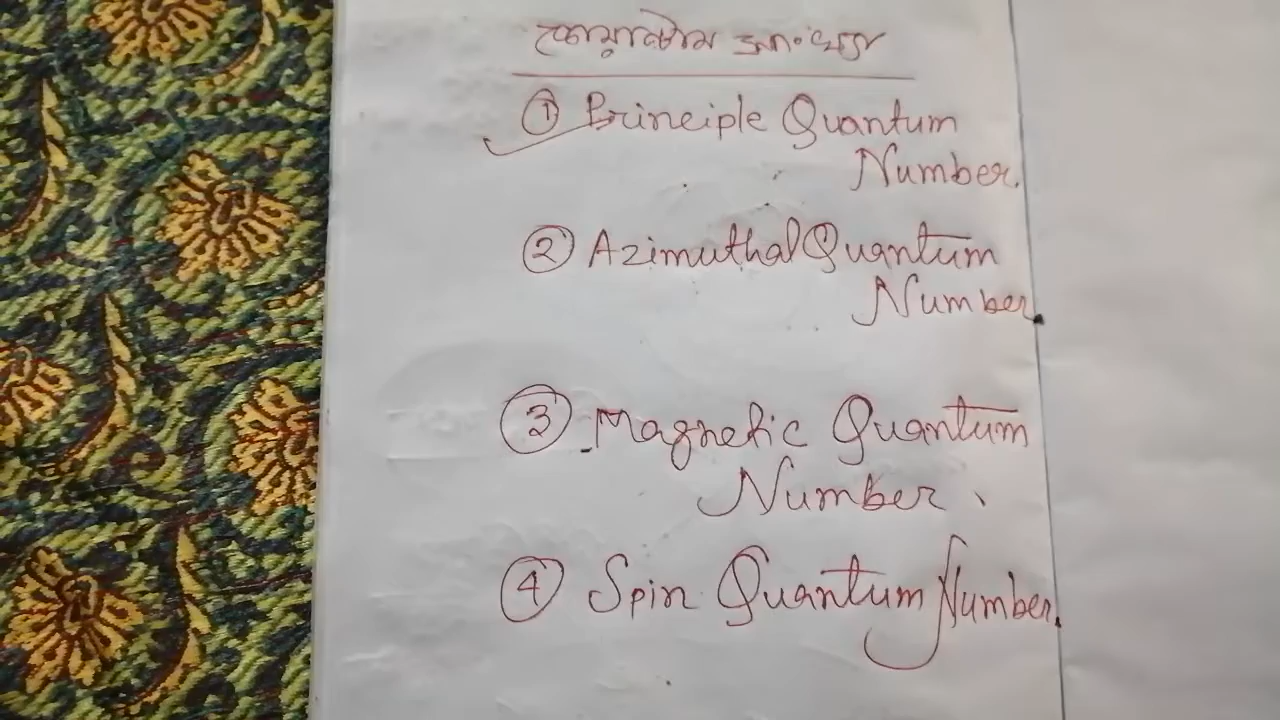 কোয়ান্টাম সংখ্যা
① Principle Quantum
Number.
② Azimuthal Quantum
Number.
③ Magnetic Quantum
Number.
④ Spin Quantum Number.